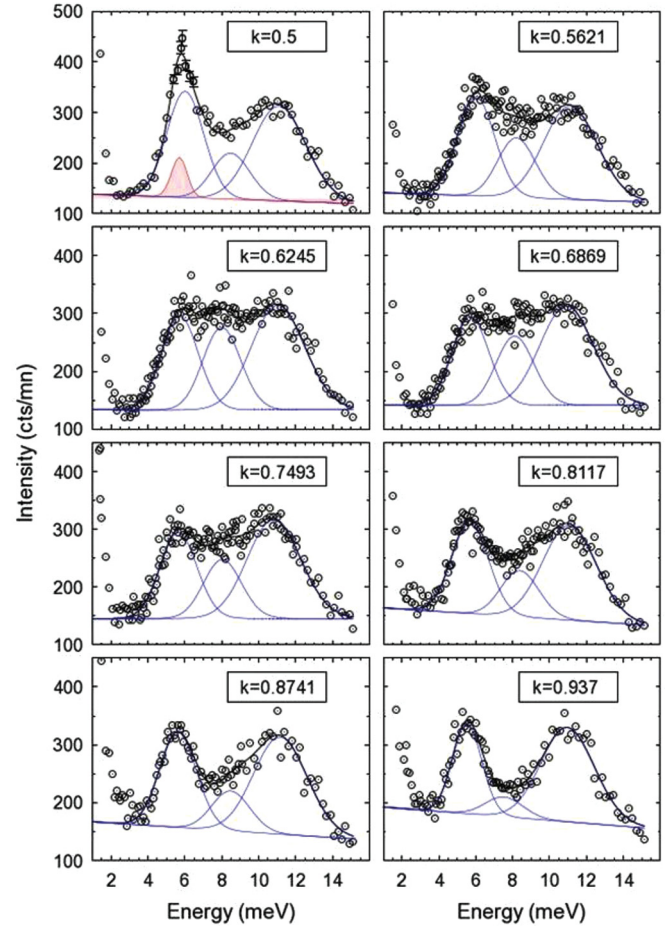 500
400
300
200
100
k=0.5
k=0.5621
400
300
200
100
k=0.6245
k=0.6869
Intensity (cts/mn)
400
300
200
100
k=0.7493
k=0.8117
400
300
200
100
k=0.8741
k=0.937
2 4 6 8 10 12 14
2 4 6 8 10 12 14
Energy (meV)
Energy (meV)